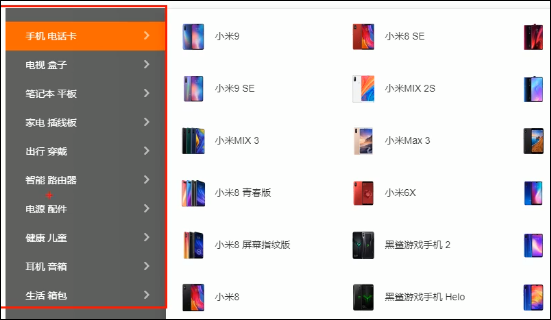 手机 电话卡
电视 盒子
笔记本 平板
家电 插线板
出行 穿戴
智能 路由器
电源 配件
健康 儿童
耳机 音箱
生活 箱包
小米9
小米8 SE
小米9 SE
小米MIX 2S
小米MIX 3
小米Max 3
小米8 青春版
小米6X
小米8 屏幕指纹版
黑鲨游戏手机 2
小米8
黑鲨游戏手机 Helo